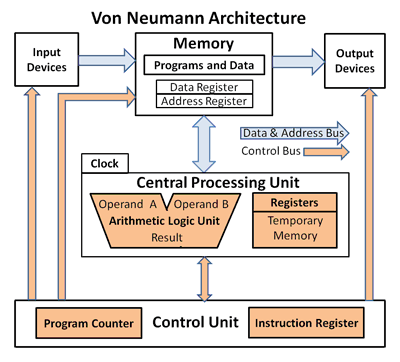 Von Neumann Architecture
Input
Devices
Memory
Programs and Data
Data Register
Address Register
Output
Devices
Data & Address Bus
Control Bus
Clock
Central Processing Unit
Operand A Operand B
Arithmetic Logic Unit
Result
Registers
Temporary
Memory
Program Counter
Control Unit
Instruction Register